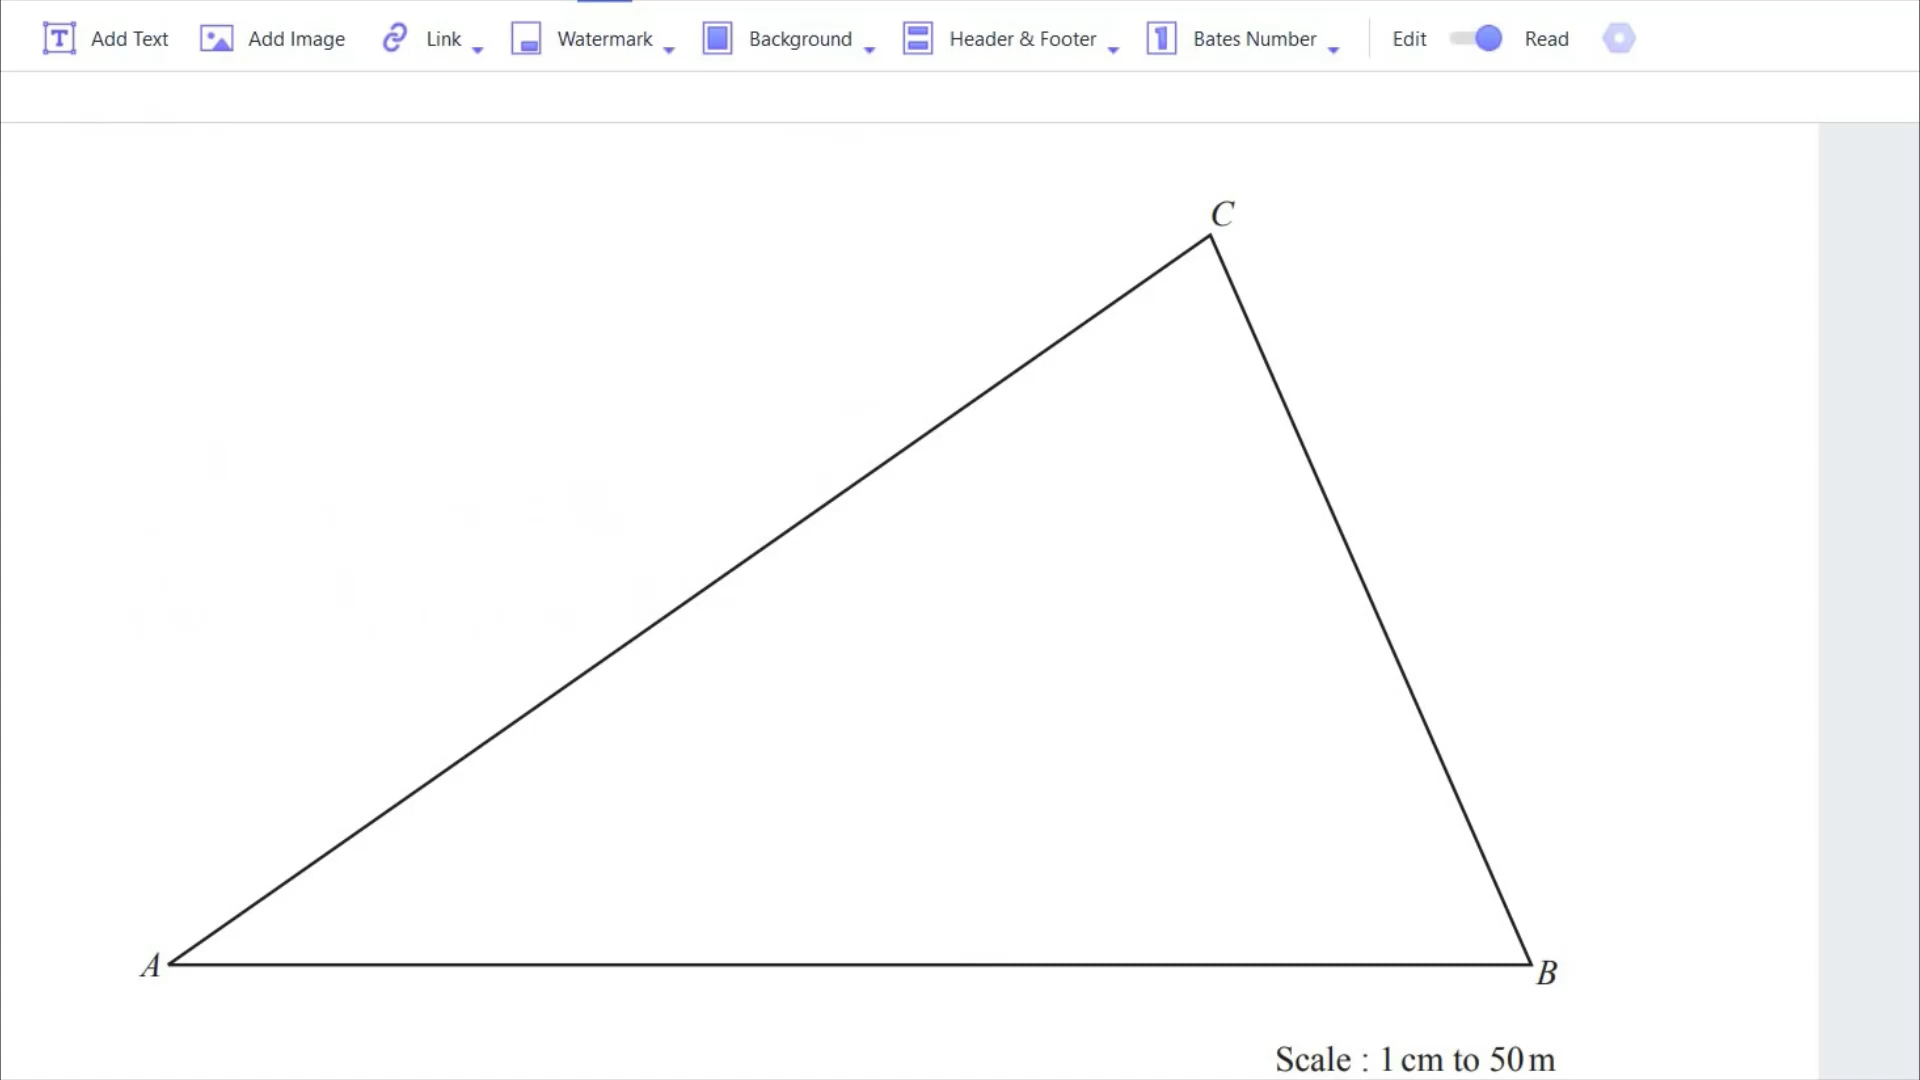 Add Text Add Image Link Watermark Background Header & Footer Bates Number Edit Read
C
A
B
Scale : 1 cm to 50 m